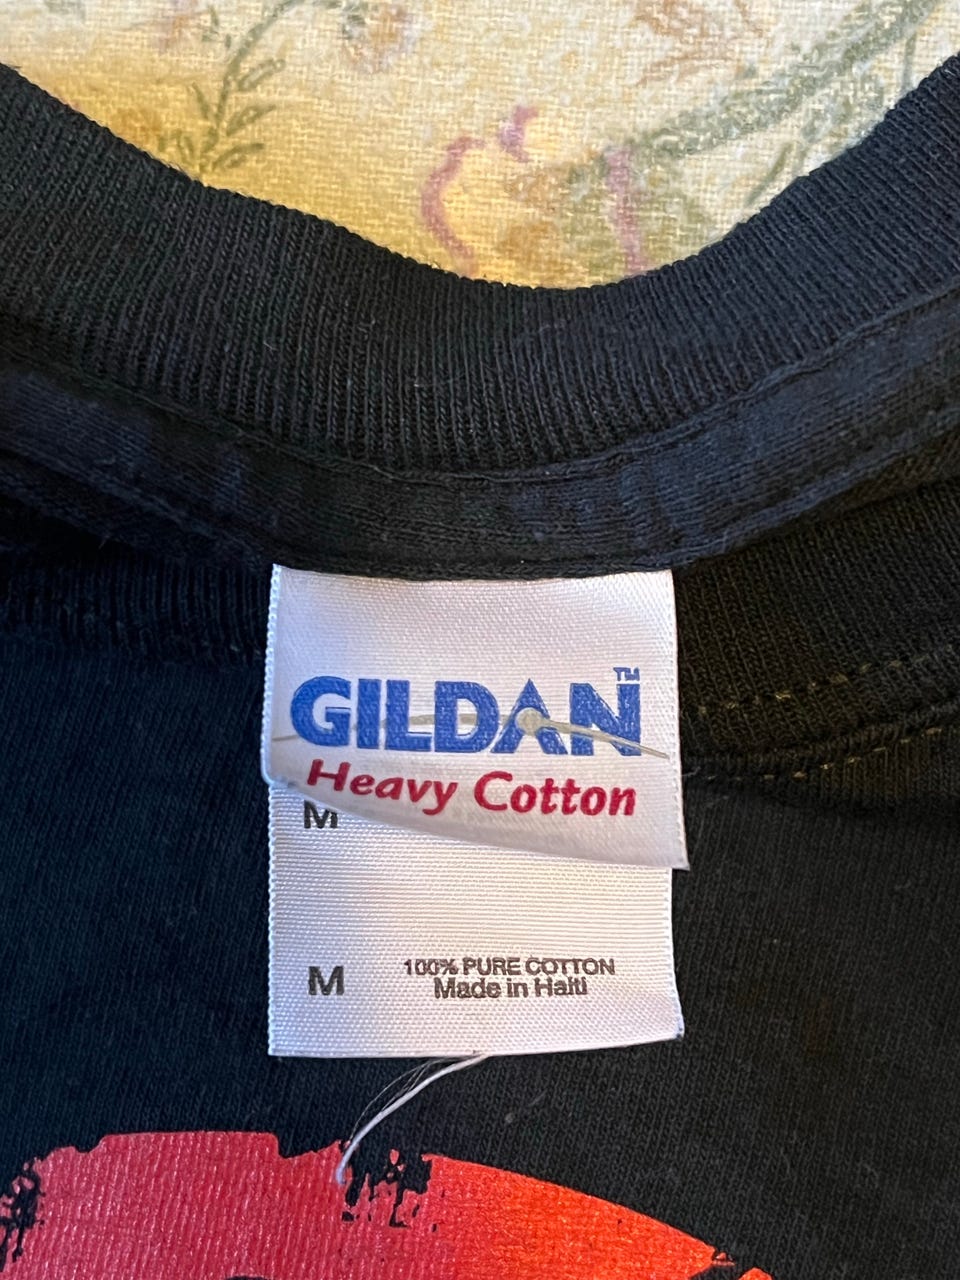 GILDAN™
Heavy Cotton
M
M 100% PURE COTTON
Made in Haiti